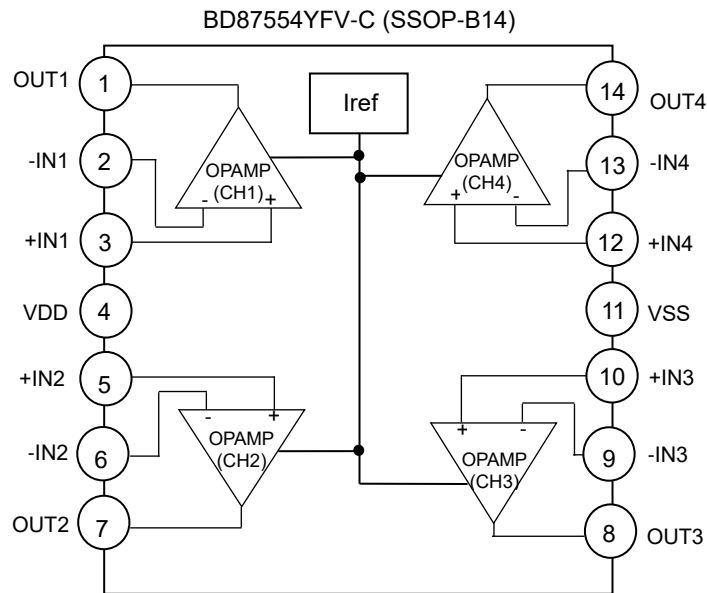 BD87554YFV-C (SSOP-B14)
OUT1
1
Iref
14
OUT4
-IN1
2
OPAMP
(CH1)
-
+
OPAMP
(CH4)
+
-
13
-IN4
+IN1
3
12
+IN4
VDD
4
11
VSS
+IN2
5
10
+IN3
-
+
OPAMP
(CH2)
+
-
OPAMP
(CH3)
-IN2
6
9
-IN3
OUT2
7
8
OUT3